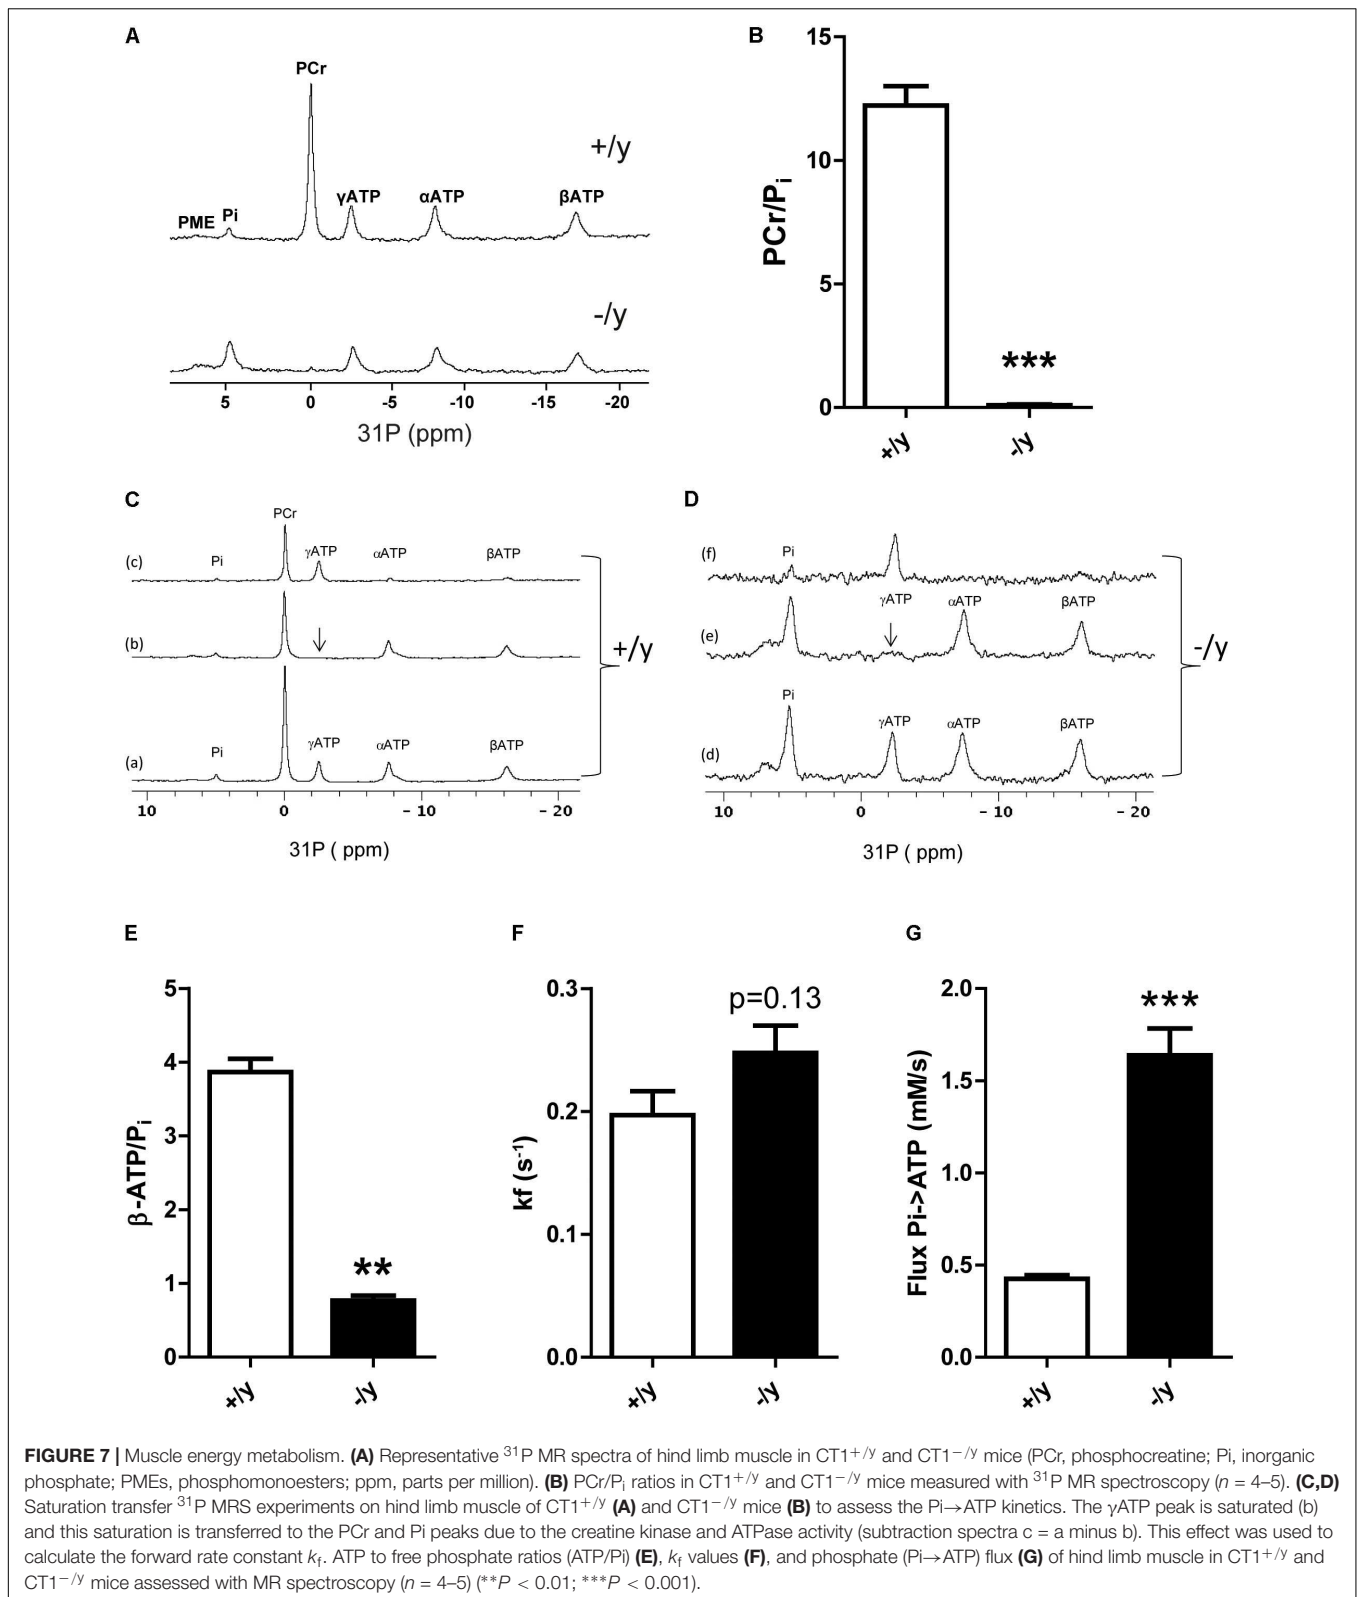 A
PCr
+/y
γATP
αATP
βATP
PME
Pi
-/y
5
0
-5
-10
-15
-20
31P (ppm)
B
15
10
5
0
PCr/Pi
***
+/y
-/y
C
PCr
(c)
Pi
γATP
αATP
βATP
(b)
+/y
(a)
Pi
γATP
αATP
βATP
10
0
- 10
- 20
31P ( ppm)
D
(f)
Pi
γATP
αATP
βATP
(e)
-/y
Pi
γATP
αATP
βATP
(d)
10
0
- 10
- 20
31P ( ppm)
E
5
4
3
2
1
0
β-ATP/Pi
**
+/y
-/y
F
0.3
0.2
0.1
0.0
kf (s-1)
p=0.13
+/y
-/y
G
2.0
1.5
1.0
0.5
0.0
Flux Pi->ATP (mM/s)
***
+/y
-/y
FIGURE 7 | Muscle energy metabolism. (A) Representative 31P MR spectra of hind limb muscle in CT1+/y and CT1−/y mice (PCr, phosphocreatine; Pi, inorganic
phosphate; PMEs, phosphomonoesters; ppm, parts per million). (B) PCr/Pi ratios in CT1+/y and CT1−/y mice measured with 31P MR spectroscopy (n = 4–5). (C,D)
Saturation transfer 31P MRS experiments on hind limb muscle of CT1+/y (A) and CT1−/y mice (B) to assess the Pi→ATP kinetics. The γATP peak is saturated (b)
and this saturation is transferred to the PCr and Pi peaks due to the creatine kinase and ATPase activity (subtraction spectra c = a minus b). This effect was used to
calculate the forward rate constant kf. ATP to free phosphate ratios (ATP/Pi) (E), kf values (F), and phosphate (Pi→ATP) flux (G) of hind limb muscle in CT1+/y and
CT1−/y mice assessed with MR spectroscopy (n = 4–5) (**P < 0.01; ***P < 0.001).